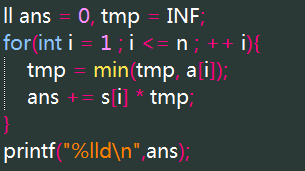 ll ans = 0, tmp = INF;
for(int i = 1 ; i <= n ; ++ i){
tmp = min(tmp, a[i]);
ans += s[i] * tmp;
}
printf("%lld\n",ans);